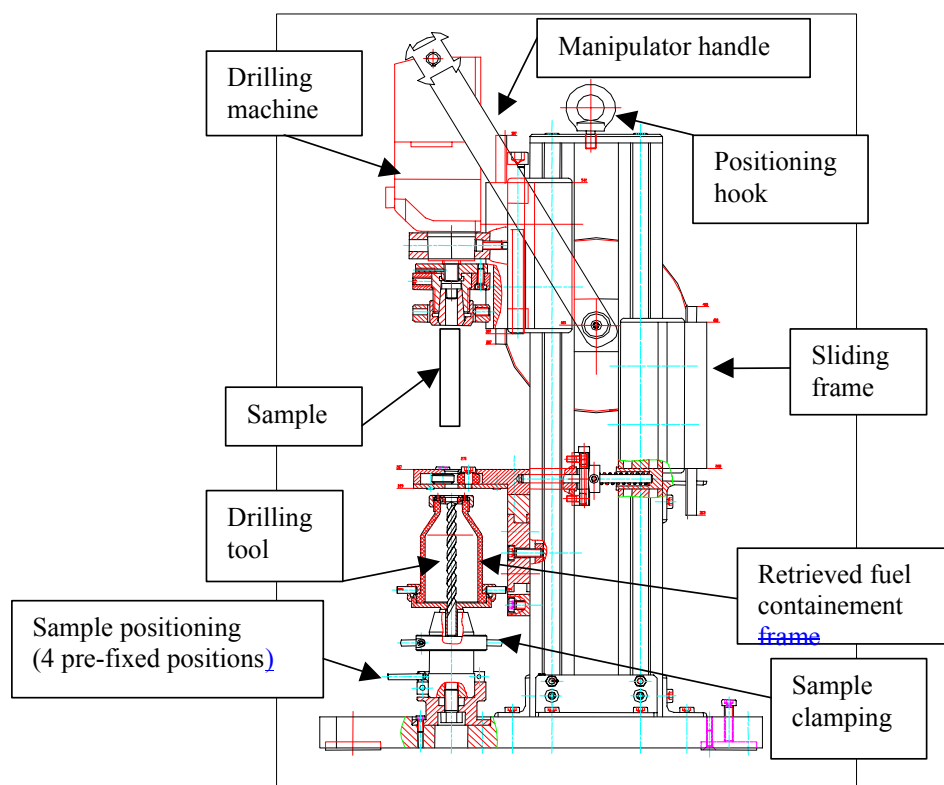 Manipulator handle
Drilling
machine
Positioning
hook
Sliding
frame
Sample
Drilling
tool
Retrieved fuel
containement
frame
Sample positioning
(4 pre-fixed positions)
Sample
clamping